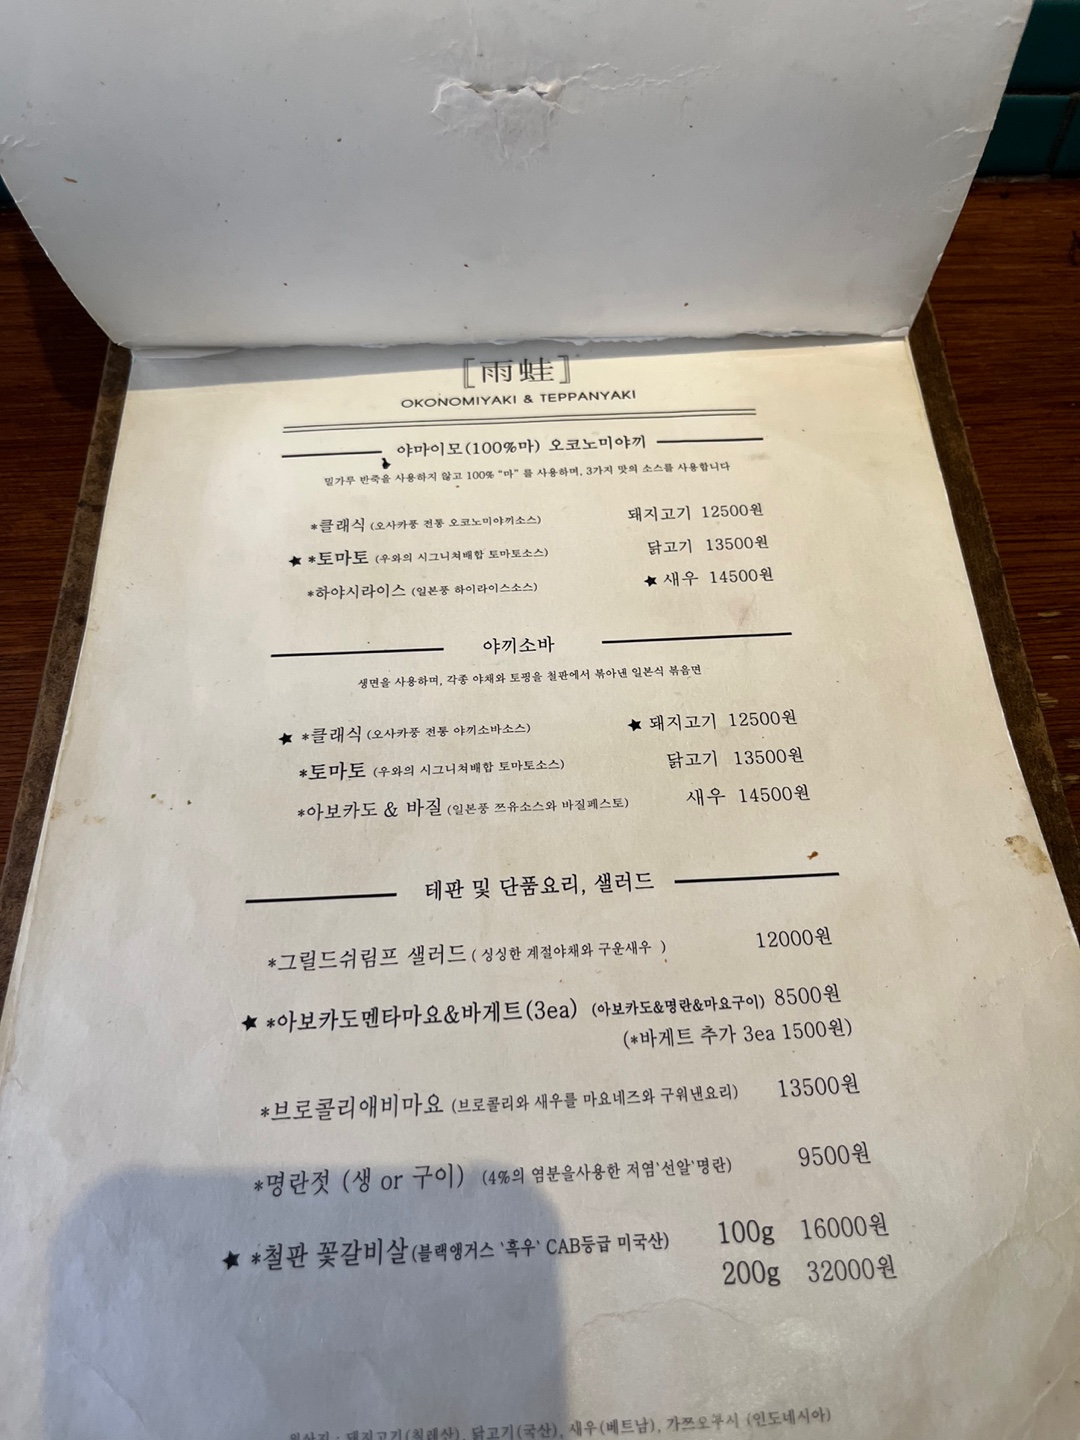 [雨蛙]
OKONOMIYAKI & TEPPANYAKI
야마이모(100%마) 오코노미야끼
밀가루 반죽을 사용하지 않고 100% "마" 를 사용하며, 3가지 맛의 소스를 사용합니다
*클래식 (오사카풍 전통 오코노미야끼소스) 돼지고기 12500원
★ *토마토 (우와의 시그니쳐배합 토마토소스) 닭고기 13500원
*하야시라이스 (일본풍 하이라이스소스) ★ 새우 14500원
야끼소바
생면을 사용하며, 각종 야채와 토핑을 철판에서 볶아낸 일본식 볶음면
★ *클래식 (오사카풍 전통 야끼소바소스) ★ 돼지고기 12500원
*토마토 (우와의 시그니쳐배합 토마토소스) 닭고기 13500원
*아보카도 & 바질 (일본풍 쯔유소스와 바질페스토) 새우 14500원
테판 및 단품요리, 샐러드
*그릴드쉬림프 샐러드 ( 싱싱한 계절야채와 구운새우 ) 12000원
★ *아보카도멘타마요&바게트(3ea) (아보카도&명란&마요구이) 8500원
(*바게트 추가 3ea 1500원)
*브로콜리애비마요 (브로콜리와 새우를 마요네즈와 구워낸요리) 13500원
*명란젓 (생 or 구이) (4%의 염분을사용한 저염'선알'명란) 9500원
★ *철판 꽃갈비살 (블랙앵거스 '흑우' CAB등급 미국산) 100g 16000원
200g 32000원
원산지 : 돼지고기(칠레산), 닭고기(국산), 새우(베트남), 가쯔오부시 (인도네시아)